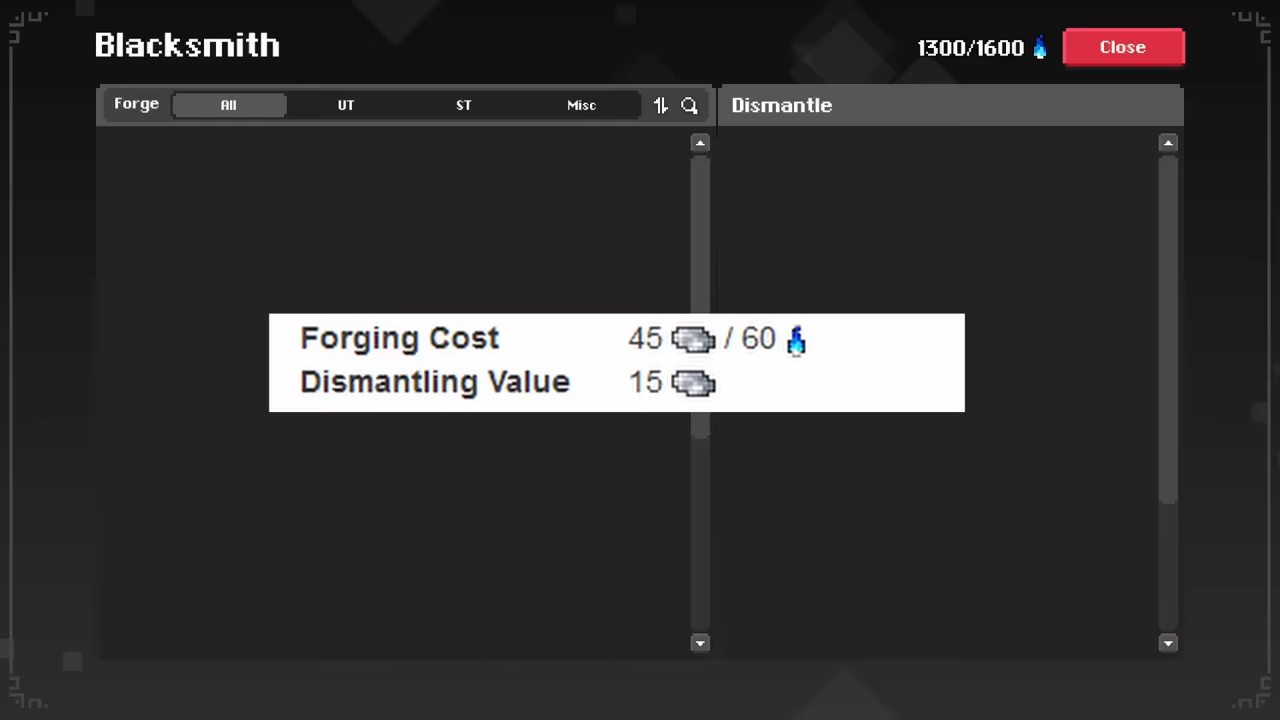 Blacksmith
1300/1600
Close
Forge All UT ST Misc
Dismantle
Forging Cost 45 / 60
Dismantling Value 15